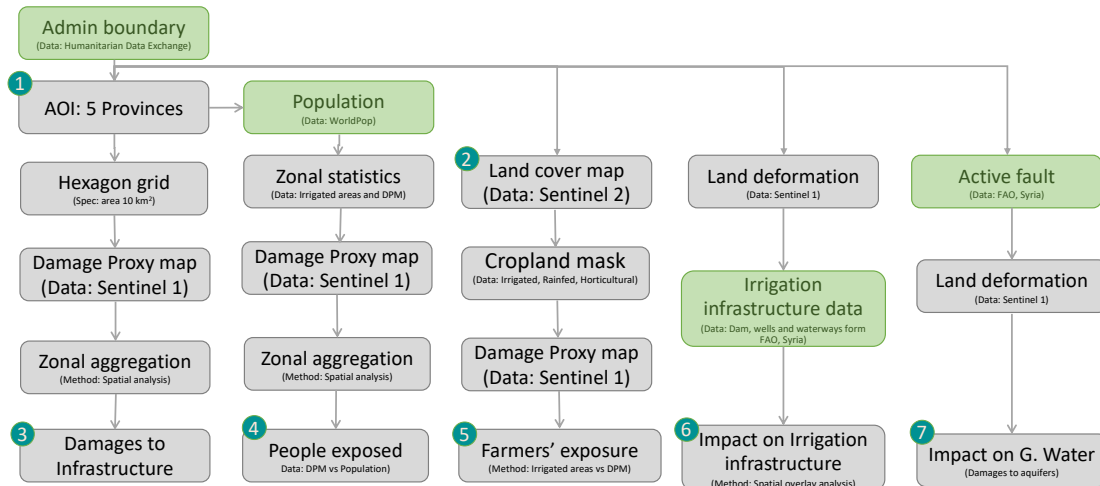 Admin boundary
(Data: Humanitarian Data Exchange)
1
AOI: 5 Provinces
Population
(Data: WorldPop)
Hexagon grid
(Spec: area 10 km²)
Zonal statistics
(Data: Irrigated areas and DPM)
2
Land cover map
(Data: Sentinel 2)
Land deformation
(Data: Sentinel 1)
Active fault
(Data: FAO, Syria)
Damage Proxy map
(Data: Sentinel 1)
Damage Proxy map
(Data: Sentinel 1)
Cropland mask
(Data: Irrigated, Rainfed, Horticultural)
Irrigation
infrastructure data
(Data: Dam, wells and waterways form
FAO, Syria)
Land deformation
(Data: Sentinel 1)
Zonal aggregation
(Method: Spatial analysis)
Zonal aggregation
(Method: Spatial analysis)
Damage Proxy map
(Data: Sentinel 1)
3
Damages to
Infrastructure
4
People exposed
Data: DPM vs Population)
5
Farmers’ exposure
(Method: Irrigated areas vs DPM)
6
Impact on Irrigation
infrastructure
(Method: Spatial overlay analysis)
7
Impact on G. Water
(Damages to aquifers)